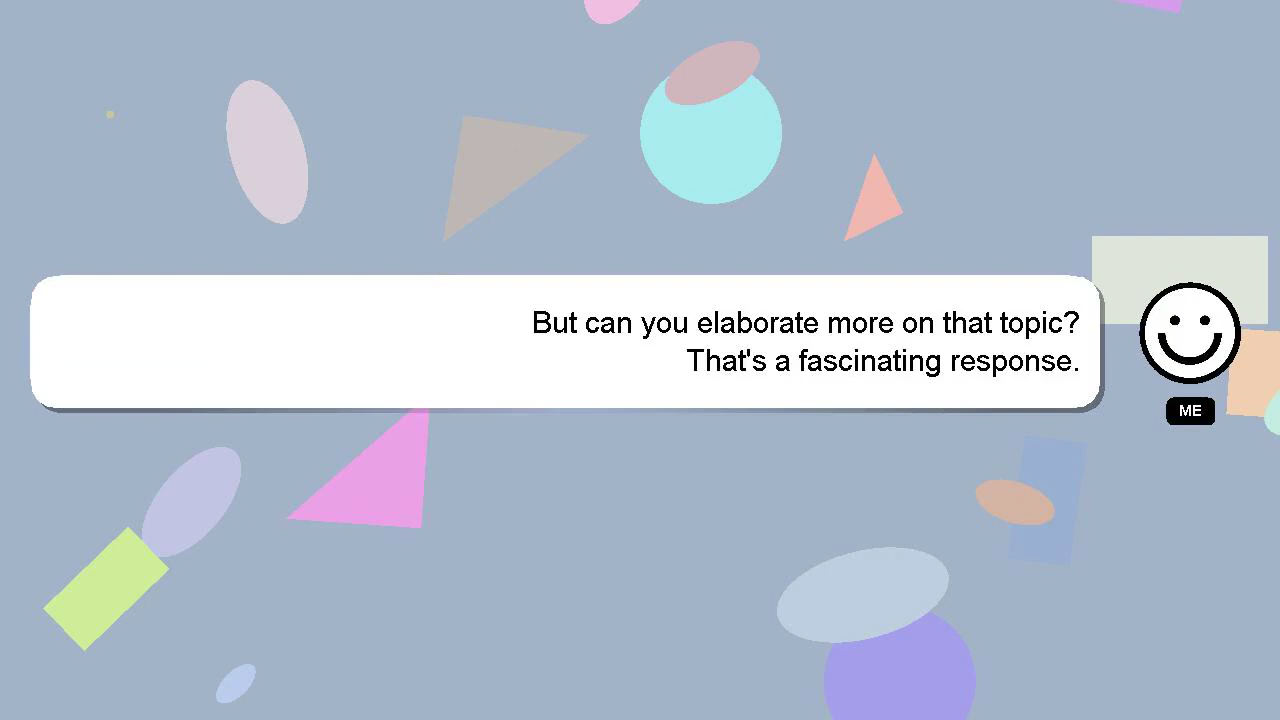 But can you elaborate more on that topic?
That's a fascinating response.
ME